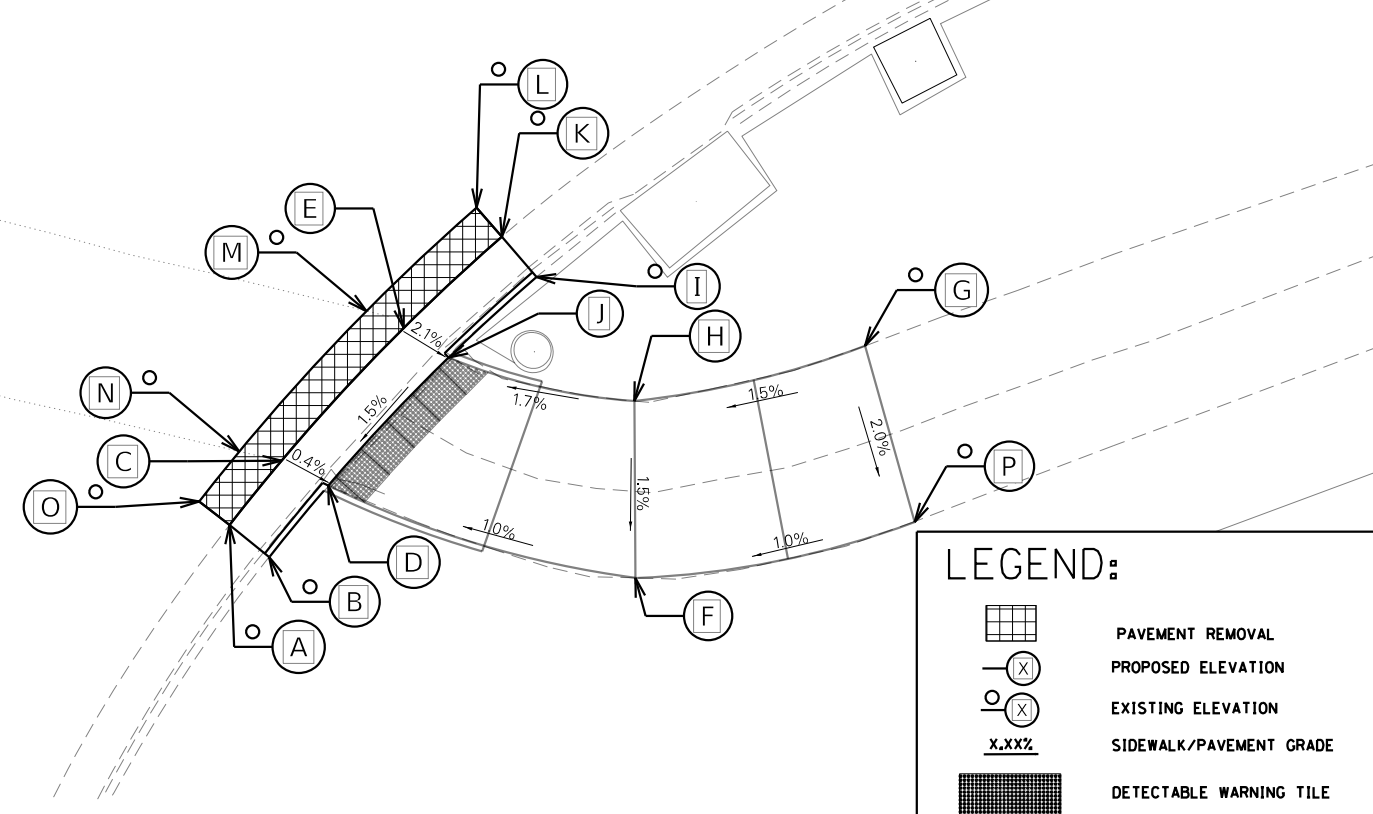 L
K
E
M
I
G
J
H
2.1%
N
1.5%
1.7%
1.5%
2.0%
C
0.4%
P
O
1.5%
1.0%
1.0%
D
B
F
A
LEGEND:
PAVEMENT REMOVAL
X PROPOSED ELEVATION
X EXISTING ELEVATION
X.XX% SIDEWALK/PAVEMENT GRADE
DETECTABLE WARNING TILE